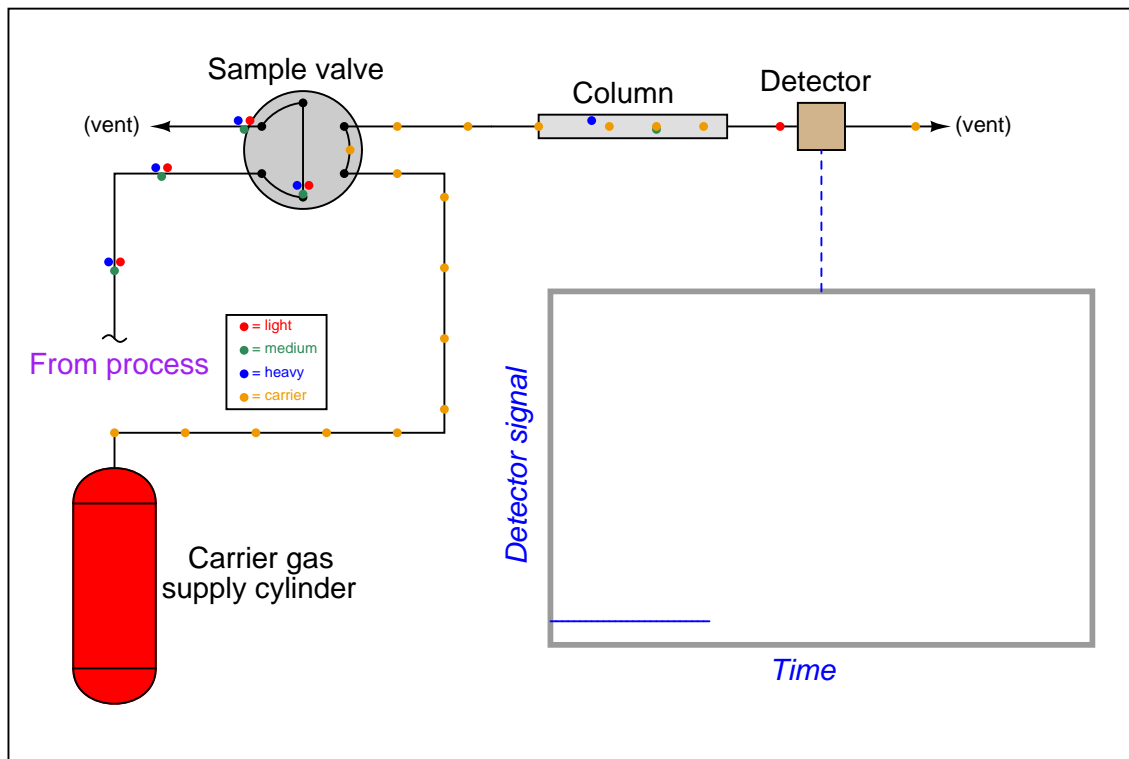 Sample valve
Column
Detector
(vent)
(vent)
= light
= medium
= heavy
= carrier
From process
Detector signal
Carrier gas
supply cylinder
Time